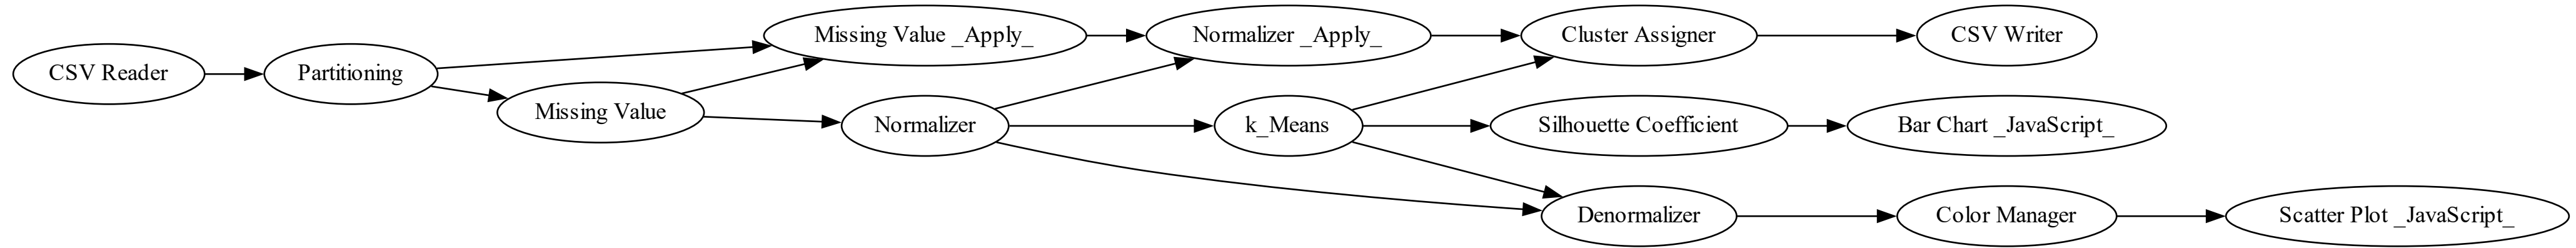 CSV Reader
Partitioning
Missing Value _Apply_
Missing Value
Normalizer _Apply_
Normalizer
k_Means
Cluster Assigner
CSV Writer
Silhouette Coefficient
Bar Chart _JavaScript_
Denormalizer
Color Manager
Scatter Plot _JavaScript_